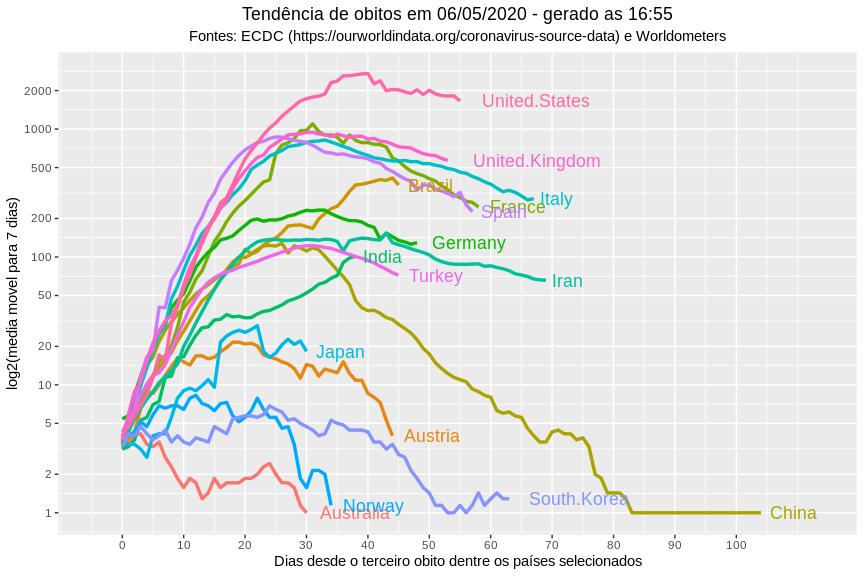 Tendência de obitos em 06/05/2020 - gerado as 16:55
Fontes: ECDC (https://ourworldindata.org/coronavirus-source-data) e Worldometers
log2(media movel para 7 dias)
2000
1000
500
200
100
50
20
10
5
2
1
United.States
United.Kingdom
Brazil
Italy
France
Spain
Germany
India
Turkey
Iran
Japan
Austria
South.Korea
Norway
Australia
China
0 10 20 30 40 50 60 70 80 90 100
Dias desde o terceiro obito dentre os países selecionados